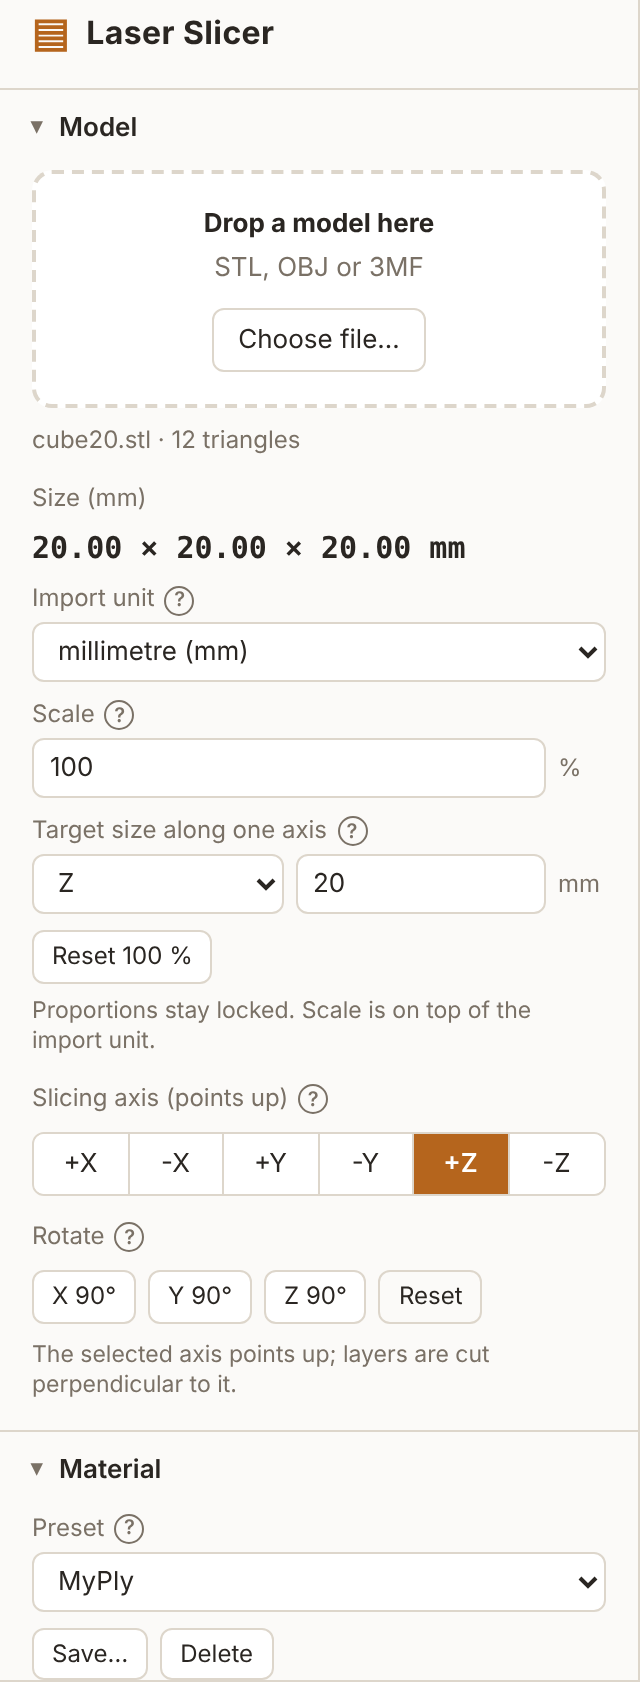 Laser Slicer
▼ Model
Drop a model here
STL, OBJ or 3MF
Choose file...
cube20.stl · 12 triangles
Size (mm)
20.00 × 20.00 × 20.00 mm
Import unit ?
millimetre (mm)
Scale ?
100 %
Target size along one axis ?
Z 20 mm
Reset 100 %
Proportions stay locked. Scale is on top of the
import unit.
Slicing axis (points up) ?
+X -X +Y -Y +Z -Z
Rotate ?
X 90° Y 90° Z 90° Reset
The selected axis points up; layers are cut
perpendicular to it.
▼ Material
Preset ?
MyPly
Save... Delete